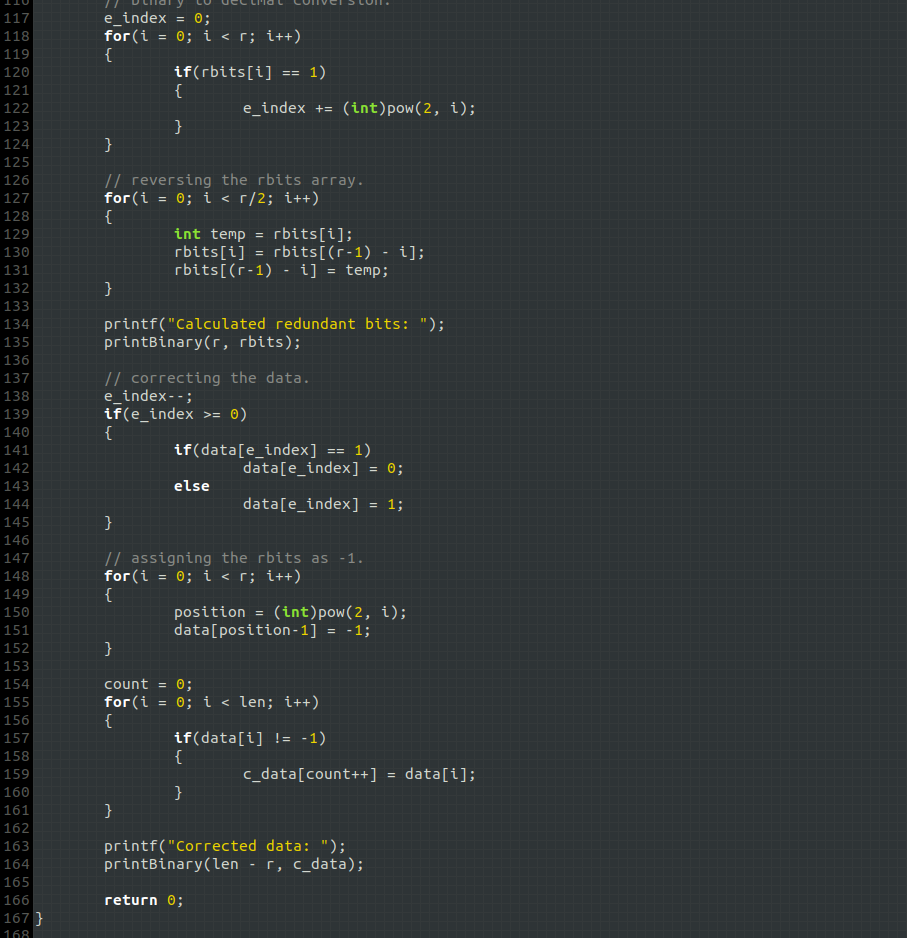 116 // binary to decimal conversion.
117 e_index = 0;
118 for(i = 0; i < r; i++)
119 {
120 if(rbits[i] == 1)
121 {
122 e_index += (int)pow(2, i);
123 }
124 }
125
126 // reversing the rbits array.
127 for(i = 0; i < r/2; i++)
128 {
129 int temp = rbits[i];
130 rbits[i] = rbits[(r-1) - i];
131 rbits[(r-1) - i] = temp;
132 }
133
134 printf("Calculated redundant bits: ");
135 printBinary(r, rbits);
136
137 // correcting the data.
138 e_index--;
139 if(e_index >= 0)
140 {
141 if(data[e_index] == 1)
142 data[e_index] = 0;
143 else
144 data[e_index] = 1;
145 }
146
147 // assigning the rbits as -1.
148 for(i = 0; i < r; i++)
149 {
150 position = (int)pow(2, i);
151 data[position-1] = -1;
152 }
153
154 count = 0;
155 for(i = 0; i < len; i++)
156 {
157 if(data[i] != -1)
158 {
159 c_data[count++] = data[i];
160 }
161 }
162
163 printf("Corrected data: ");
164 printBinary(len - r, c_data);
165
166 return 0;
167 }
168